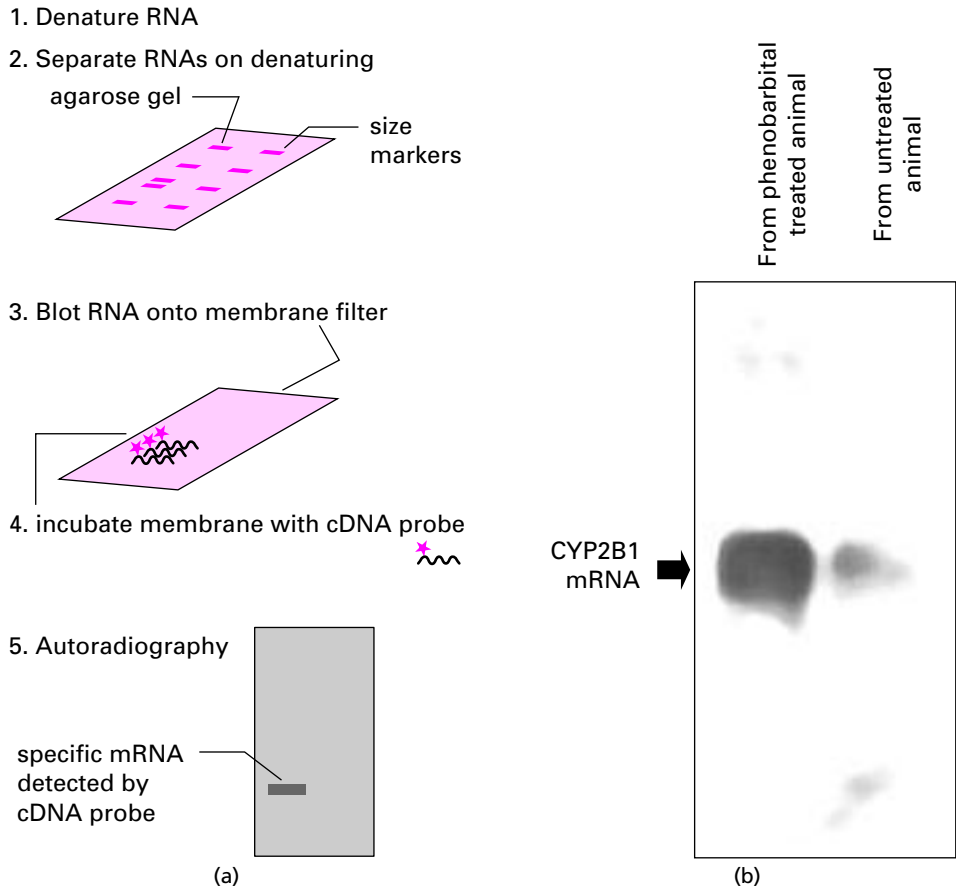 1. Denature RNA
2. Separate RNAs on denaturing
agarose gel
size
markers
3. Blot RNA onto membrane filter
4. incubate membrane with cDNA probe
5. Autoradiography
specific mRNA
detected by
cDNA probe
(a)
From phenobarbital
treated animal
From untreated
animal
CYP2B1
mRNA
(b)